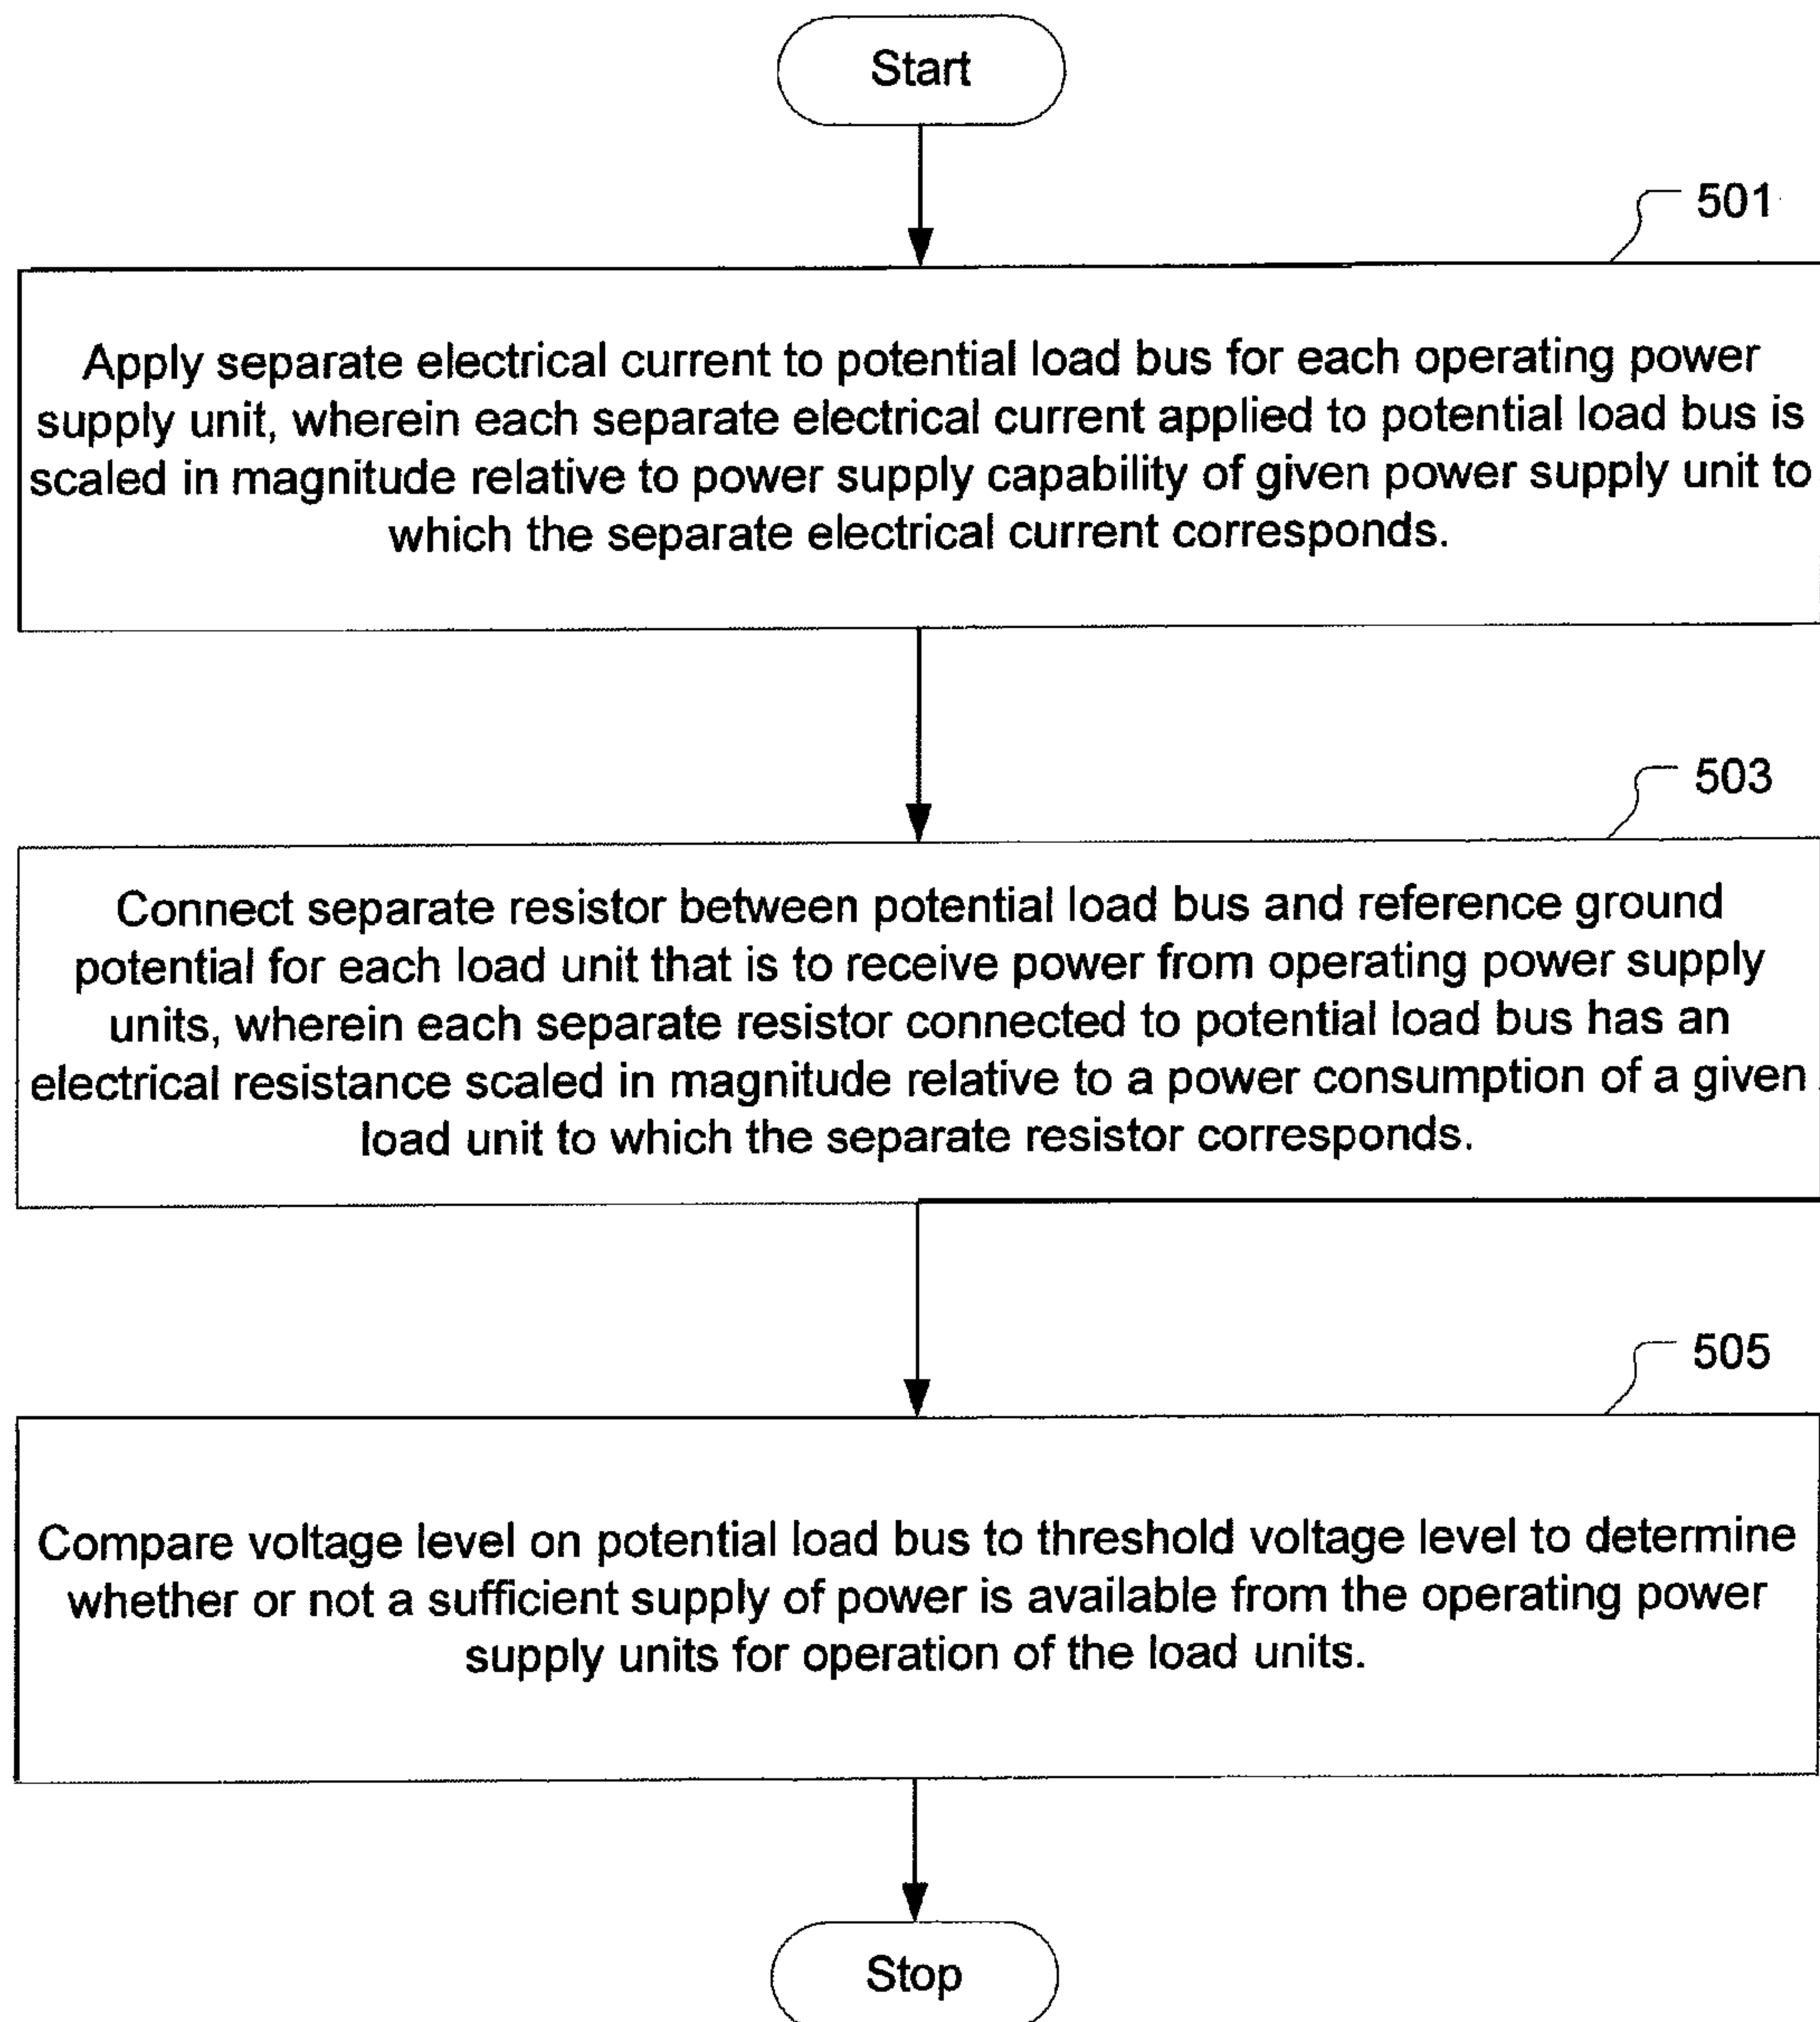 Start
501
Apply separate electrical current to potential load bus for each operating power
supply unit, wherein each separate electrical current applied to potential load bus is
scaled in magnitude relative to power supply capability of given power supply unit to
which the separate electrical current corresponds.
503
Connect separate resistor between potential load bus and reference ground
potential for each load unit that is to receive power from operating power supply
units, wherein each separate resistor connected to potential load bus has an
electrical resistance scaled in magnitude relative to a power consumption of a given
load unit to which the separate resistor corresponds.
505
Compare voltage level on potential load bus to threshold voltage level to determine
whether or not a sufficient supply of power is available from the operating power
supply units for operation of the load units.
Stop